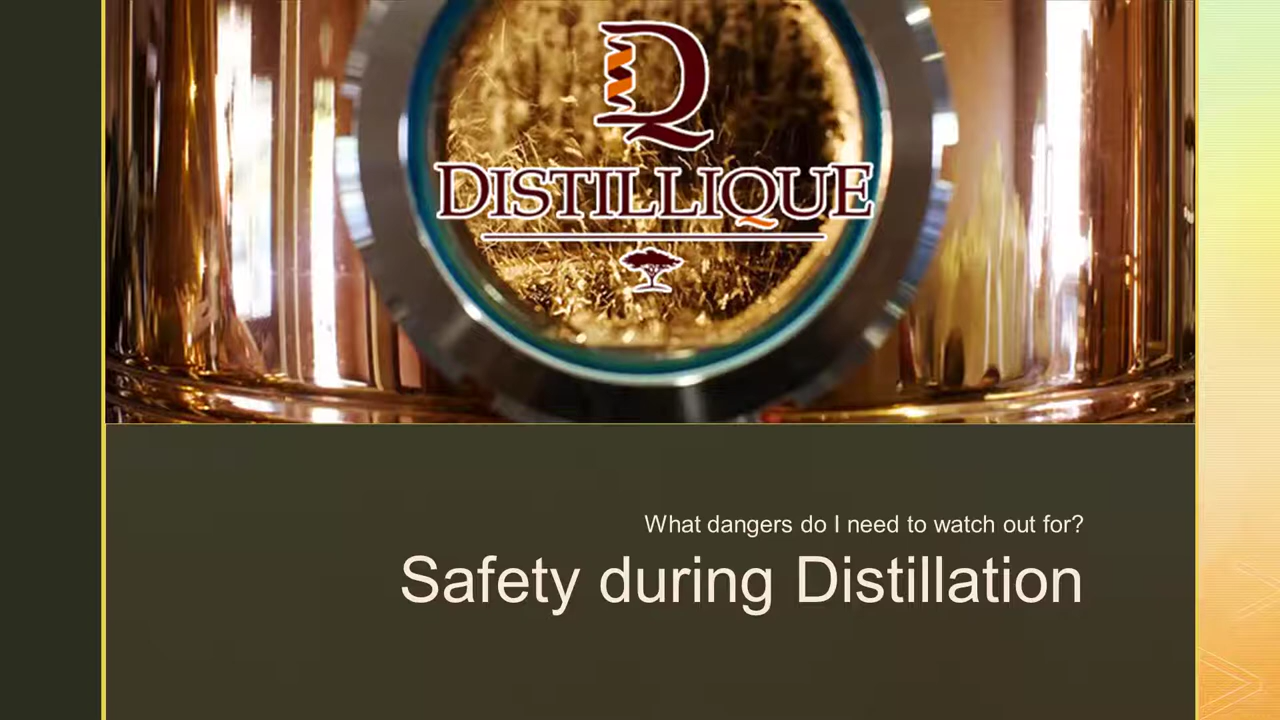 DISTILLIQUE
What dangers do I need to watch out for?
Safety during Distillation